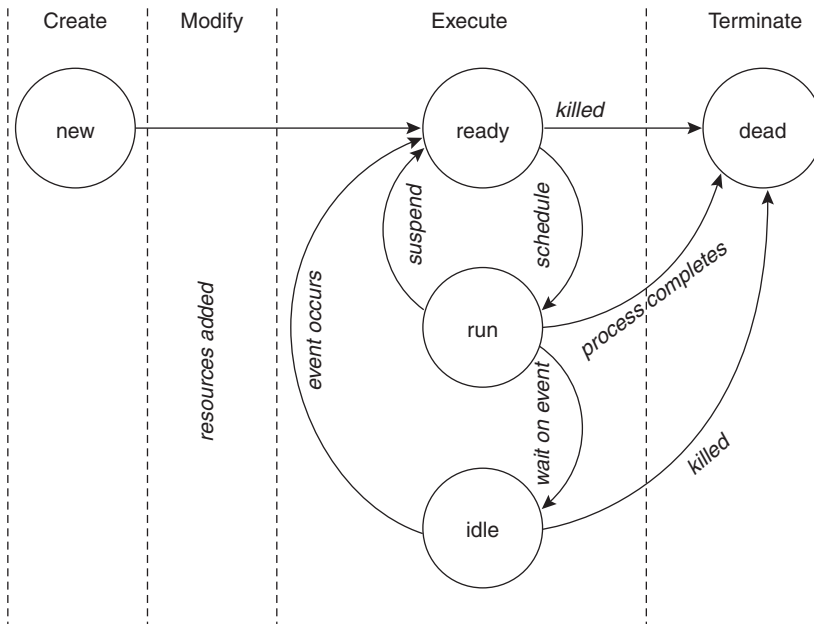 Create
Modify
Execute
Terminate
new
ready
killed
dead
suspend
schedule
event occurs
resources added
run
process completes
wait on event
killed
idle